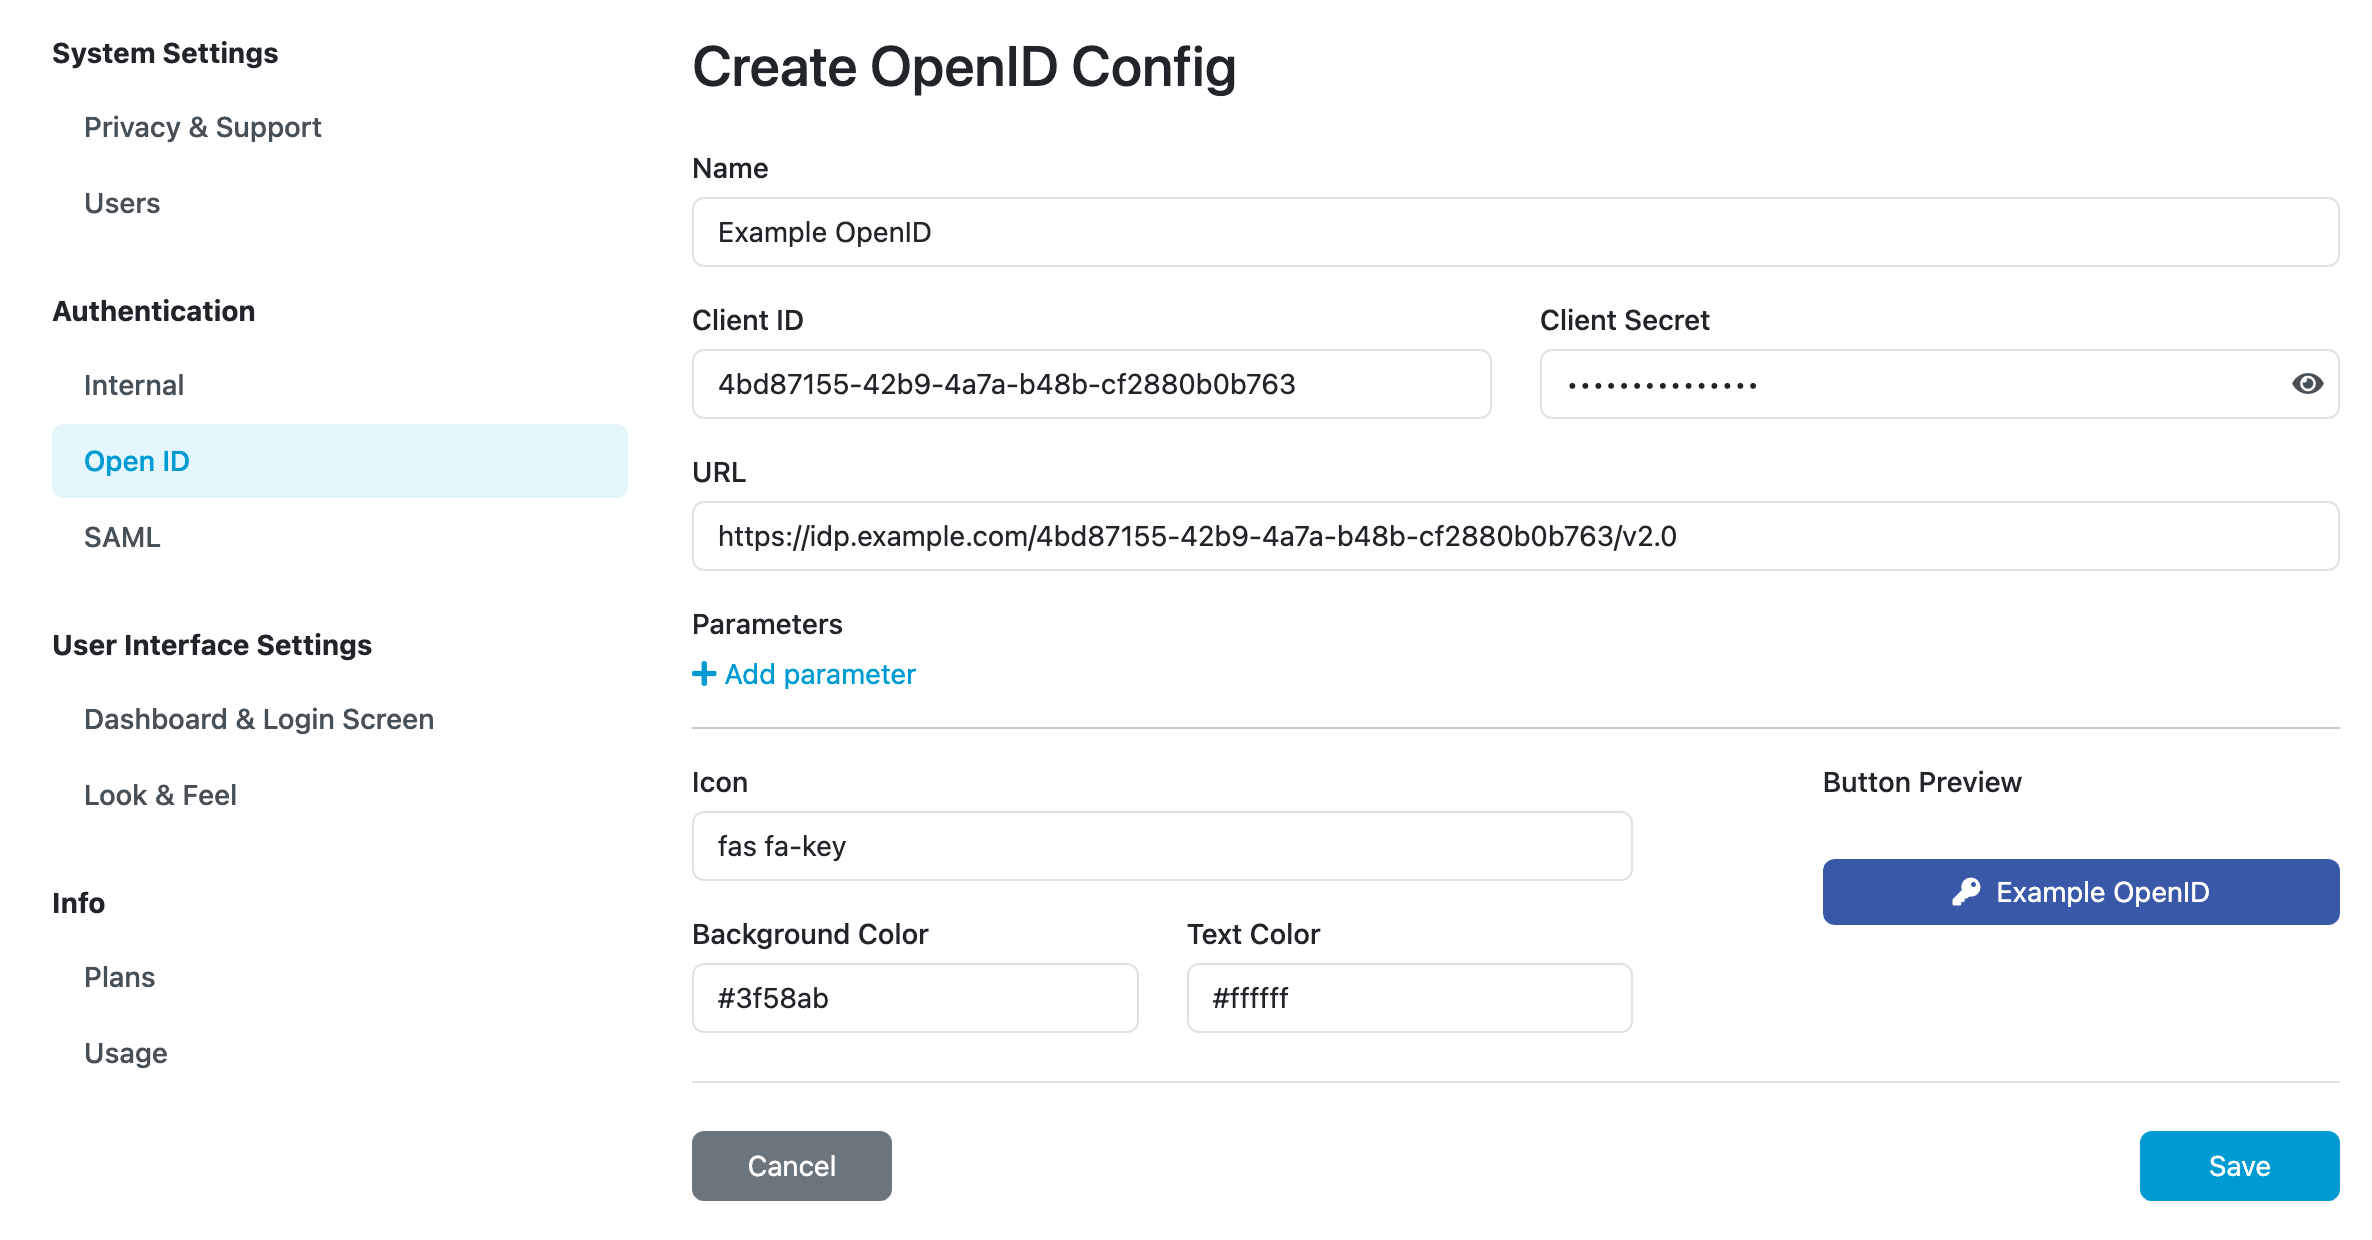 System Settings
Privacy & Support
Users
Authentication
Internal
Open ID
SAML
User Interface Settings
Dashboard & Login Screen
Look & Feel
Info
Plans
Usage
Create OpenID Config
Name
Example OpenID
Client ID
4bd87155-42b9-4a7a-b48b-cf2880b0b763
Client Secret
•••••••••••••••
URL
https://idp.example.com/4bd87155-42b9-4a7a-b48b-cf2880b0b763/v2.0
Parameters
Add parameter
Icon
fas fa-key
Background Color
#3f58ab
Text Color
#ffffff
Button Preview
Example OpenID
Cancel
Save